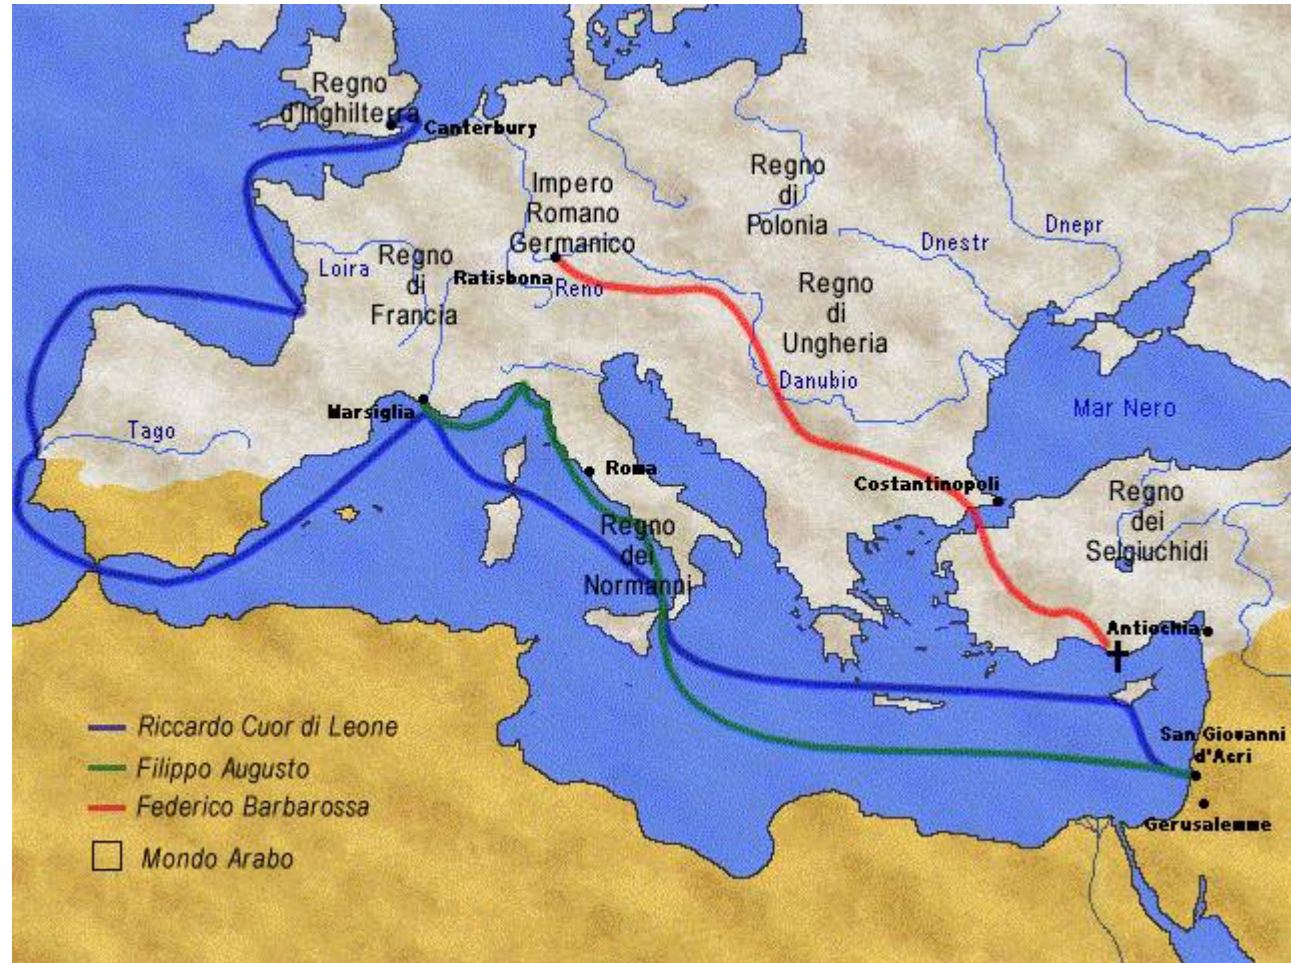 Regno
d'Inghilterra
Canterbury
Impero
Romano
Germanico
Regno
di
Polonia
Dnestr
Dnepr
Loira
Regno
di
Francia
Ratisbona
Reno
Regno
di
Ungheria
Danubio
Mar Nero
Marsiglia
Tago
Roma
Costantinopoli
Regno
dei
Selgiuchidi
Regno
dei
Normanni
Antiochia
San Giovanni
d'Acri
Gerusalemme
Riccardo Cuor di Leone
Filippo Augusto
Federico Barbarossa
Mondo Arabo